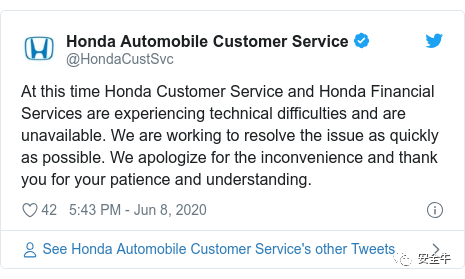 Honda Automobile Customer Service
@HondaCustSvc
At this time Honda Customer Service and Honda Financial
Services are experiencing technical difficulties and are
unavailable. We are working to resolve the issue as quickly
as possible. We apologize for the inconvenience and thank
you for your patience and understanding.
42 5:43 PM - Jun 8, 2020
See Honda Automobile Customer Service's other Tweets
安全牛